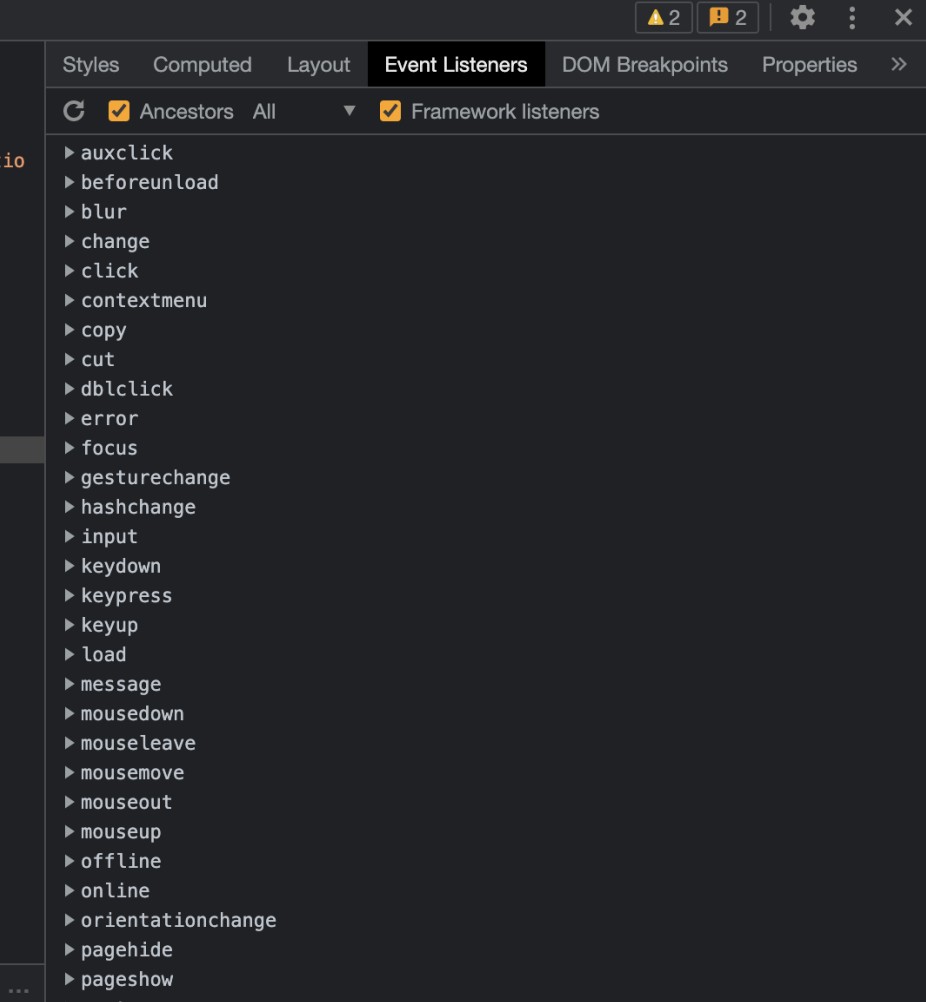 2 2
Styles Computed Layout Event Listeners DOM Breakpoints Properties »
Ancestors All Framework listeners
io
auxclick
beforeunload
blur
change
click
contextmenu
copy
cut
dblclick
error
focus
gesturechange
hashchange
input
keydown
keypress
keyup
load
message
mousedown
mouseleave
mousemove
mouseout
mouseup
offline
online
orientationchange
pagehide
pageshow
...